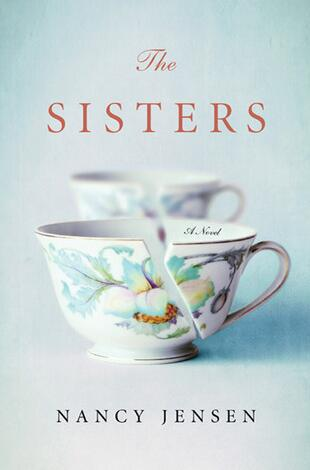 The
SISTERS
A Novel
NANCY JENSEN